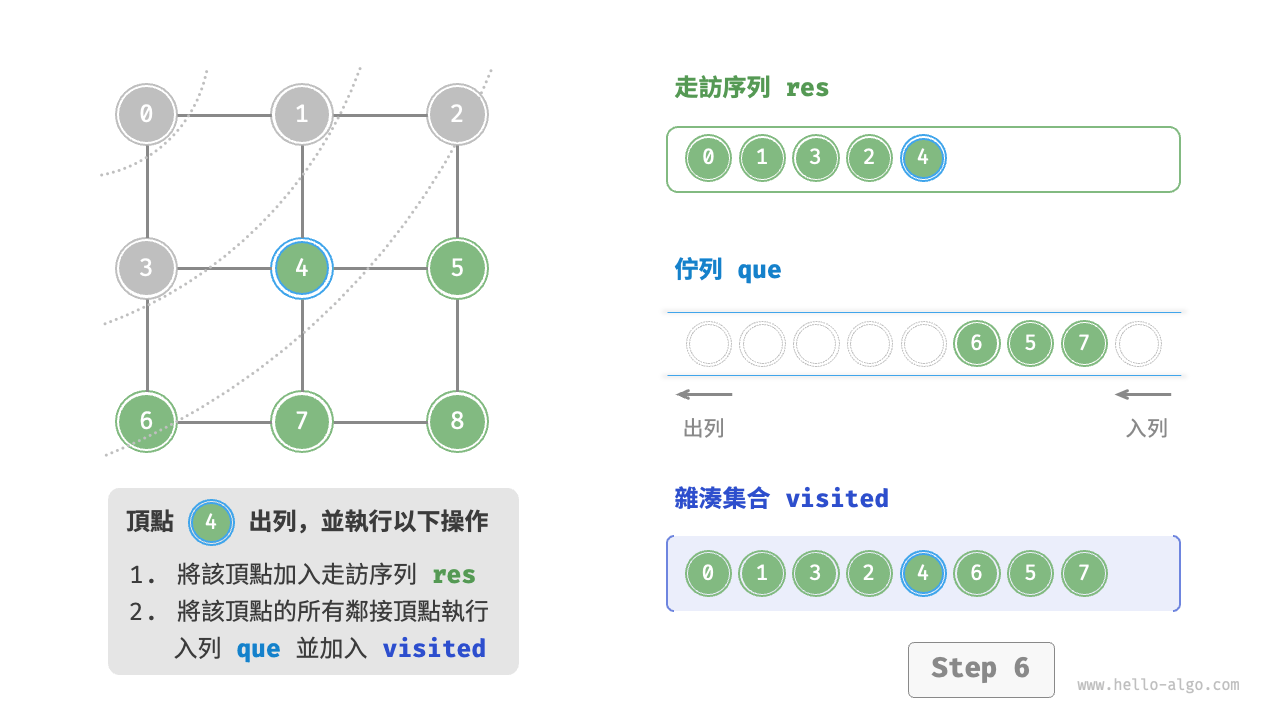 0 1 2
3 4 5
6 7 8
頂點 4 出列，並執行以下操作
1. 將該頂點加入走訪序列 res
2. 將該頂點的所有鄰接頂點執行
入列 que 並加入 visited
走訪序列 res
0 1 3 2 4
佇列 que
6 5 7
出列 入列
雜湊集合 visited
0 1 3 2 4 6 5 7
Step 6
www.hello-algo.com